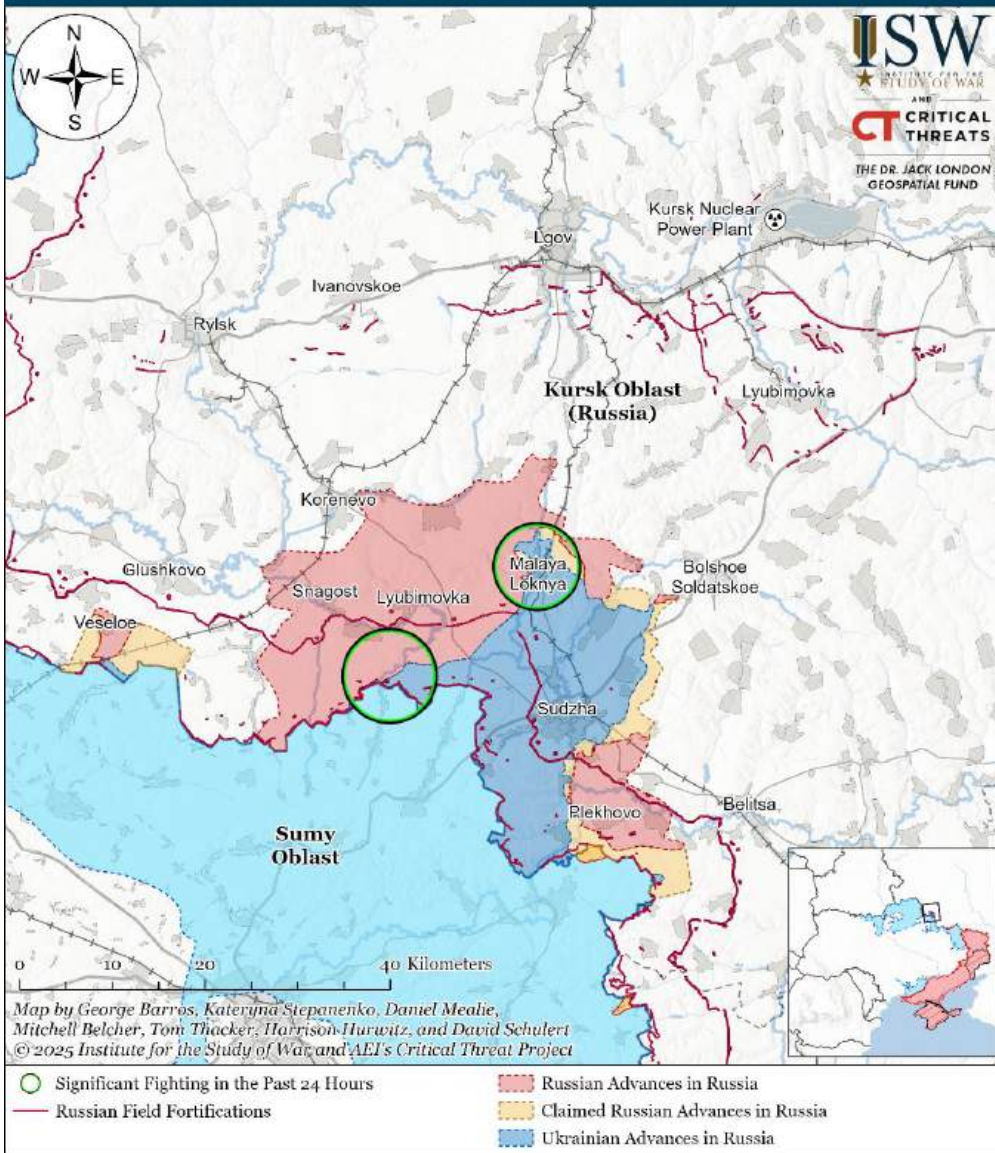 N
W E
S
ISW
INSTITUTE FOR THE
STUDY OF WAR
AND
CT CRITICAL
THREATS
THE DR. JACK LONDON
GEOSPATIAL FUND
Kursk Nuclear
Power Plant
Lgov
Ivanovskoe
Rylsk
Kursk Oblast
(Russia)
Lyubimovka
Korenevo
Glushkovo
Malaya
Loknya
Bolshoe
Soldatskoe
Snagost
Lyubimovka
Veseloe
Sudzha
Plekhovo
Belitsa
Sumy
Oblast
0 10 20 40 Kilometers
Map by George Barros, Kateryna Stepanenko, Daniel Mealie,
Mitchell Belcher, Tom Thacker, Harrison Hurwitz, and David Schulert
© 2025 Institute for the Study of War and AEI's Critical Threat Project
Significant Fighting in the Past 24 Hours
Russian Field Fortifications
Russian Advances in Russia
Claimed Russian Advances in Russia
Ukrainian Advances in Russia